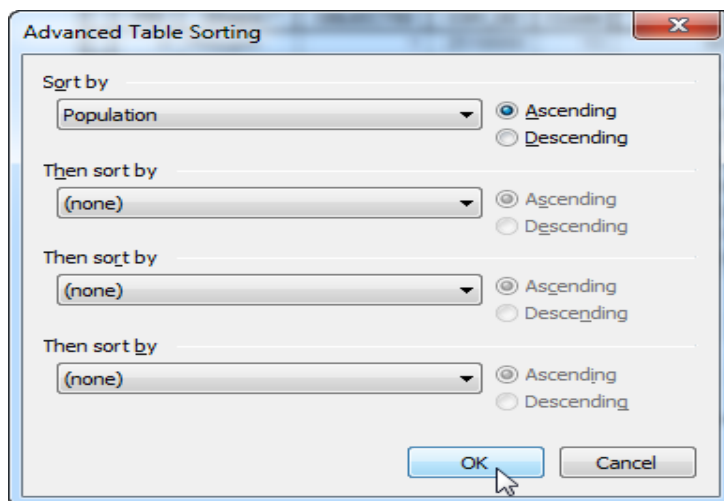 Advanced Table Sorting
Sort by
Population
Ascending
Descending
Then sort by
(none)
Ascending
Descending
Then sort by
(none)
Ascending
Descending
Then sort by
(none)
Ascending
Descending
OK
Cancel